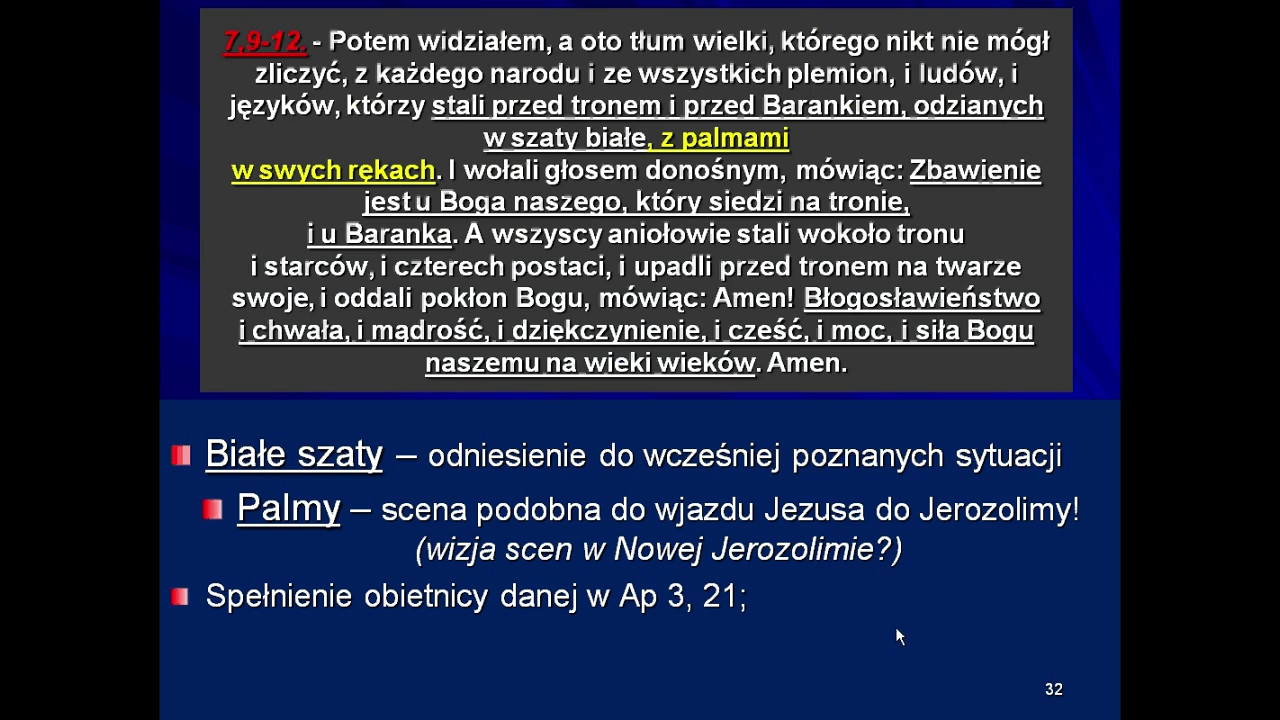 7,9-12. - Potem widziałem, a oto tłum wielki, którego nikt nie mógł
zliczyć, z każdego narodu i ze wszystkich plemion, i ludów, i
języków, którzy stali przed tronem i przed Barankiem, odzianych
w szaty białe, z palmami
w swych rękach. I wołali głosem donośnym, mówiąc: Zbawienie
jest u Boga naszego, który siedzi na tronie,
i u Baranka. A wszyscy aniołowie stali wokoło tronu
i starców, i czterech postaci, i upadli przed tronem na twarze
swoje, i oddali pokłon Bogu, mówiąc: Amen! Błogosławieństwo
i chwała, i mądrość, i dziękczynienie, i cześć, i moc, i siła Bogu
naszemu na wieki wieków. Amen.
Białe szaty – odniesienie do wcześniej poznanych sytuacji
Palmy – scena podobna do wjazdu Jezusa do Jerozolimy!
(wizja scen w Nowej Jerozolimie?)
Spełnienie obietnicy danej w Ap 3, 21;
32